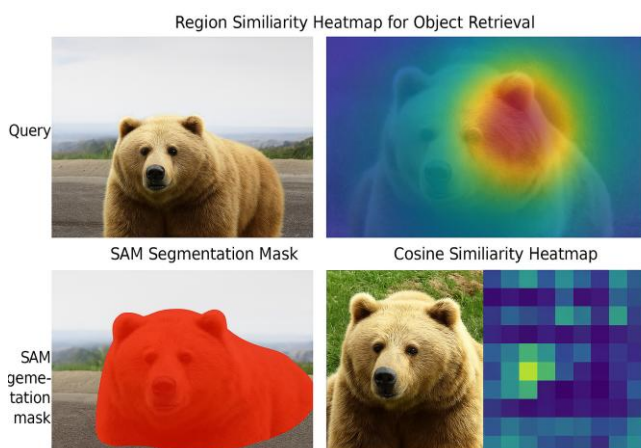 Region Similiarity Heatmap for Object Retrieval
Query
SAM Segmentation Mask
Cosine Similiarity Heatmap
SAM
geme-
tation
mask